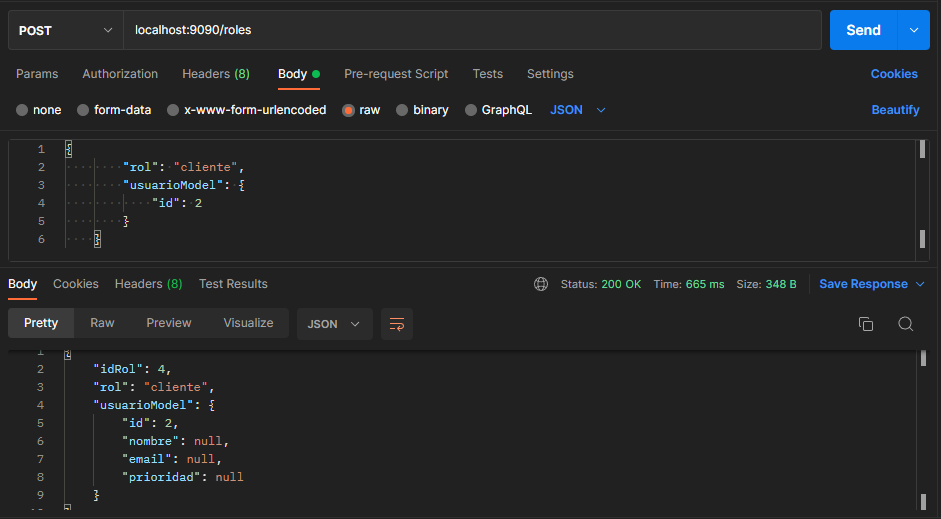 POST localhost:9090/roles Send
Params Authorization Headers (8) Body Pre-request Script Tests Settings Cookies
none form-data x-www-form-urlencoded raw binary GraphQL JSON Beautify
1 {
2 "rol": "cliente",
3 "usuarioModel": {
4 "id": 2
5 }
6 }
Body Cookies Headers (8) Test Results Status: 200 OK Time: 665 ms Size: 348 B Save Response
Pretty Raw Preview Visualize JSON
1 {
2 "idRol": 4,
3 "rol": "cliente",
4 "usuarioModel": {
5 "id": 2,
6 "nombre": null,
7 "email": null,
8 "prioridad": null
9 }
10 }